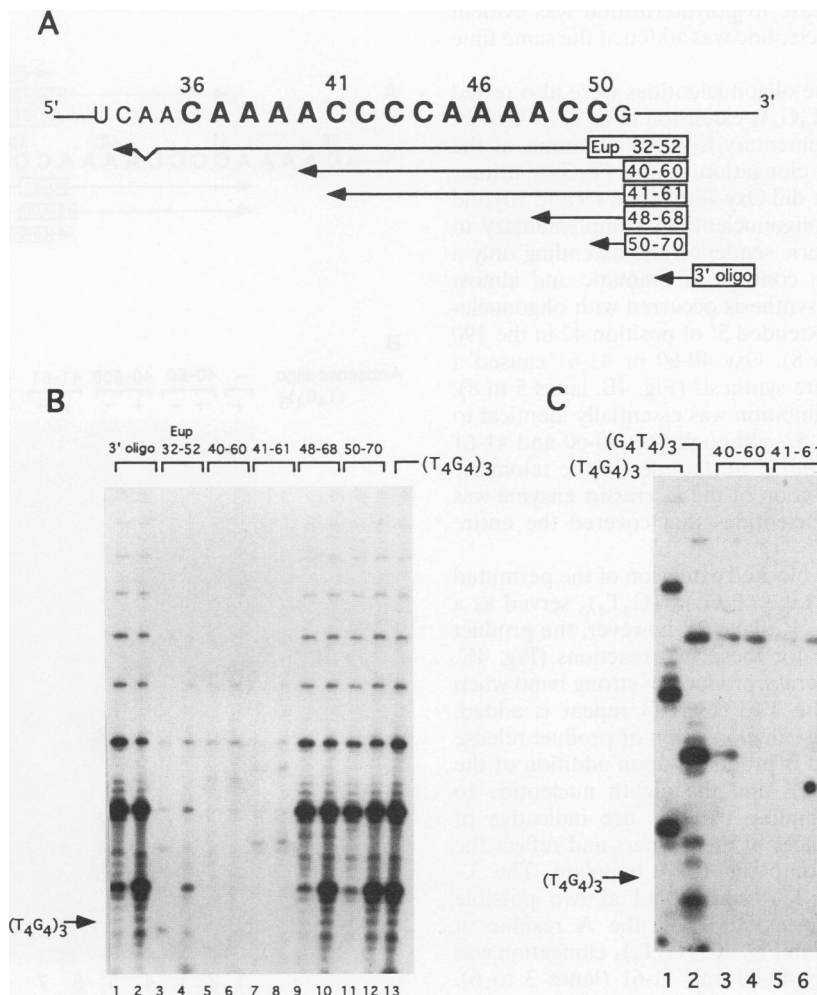 A
36 41 46 50
5' UCAACAAAACCCCAAAACCG 3'
Eup 32-52
40-60
41-61
48-68
50-70
3' oligo
B
3' oligo Eup 32-52 40-60 41-61 48-68 50-70 (T4G4)3
(T4G4)3
1 2 3 4 5 6 7 8 9 10 11 12 13
C
(G4T4)3
(T4G4)3 40-60 41-61
(T4G4)3
1 2 3 4 5 6